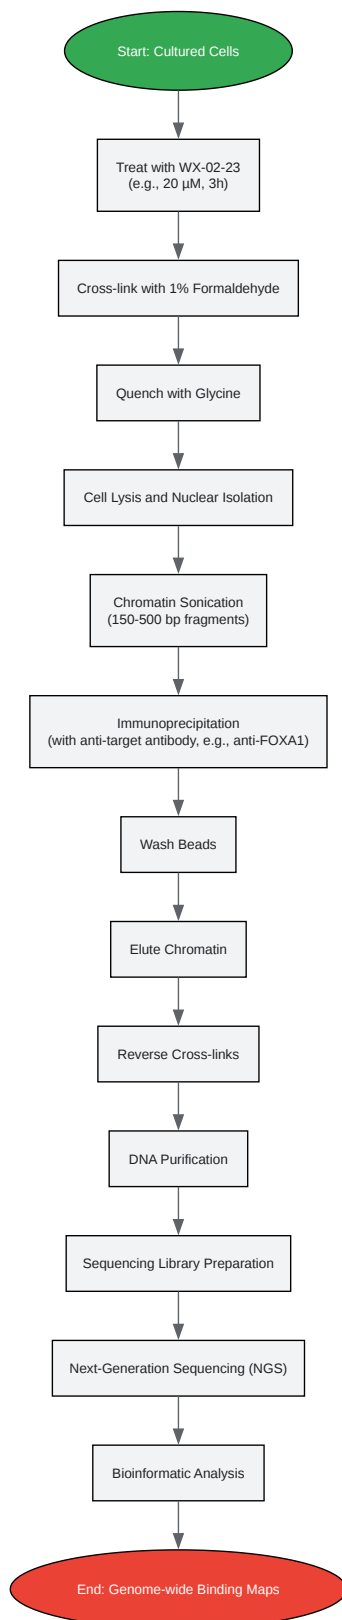 Start: Cultured Cells
Treat with WX-02-23
(e.g., 20 µM, 3h)
Cross-link with 1% Formaldehyde
Quench with Glycine
Cell Lysis and Nuclear Isolation
Chromatin Sonication
(150-500 bp fragments)
Immunoprecipitation
(with anti-target antibody, e.g., anti-FOXA1)
Wash Beads
Elute Chromatin
Reverse Cross-links
DNA Purification
Sequencing Library Preparation
Next-Generation Sequencing (NGS)
Bioinformatic Analysis
End: Genome-wide Binding Maps